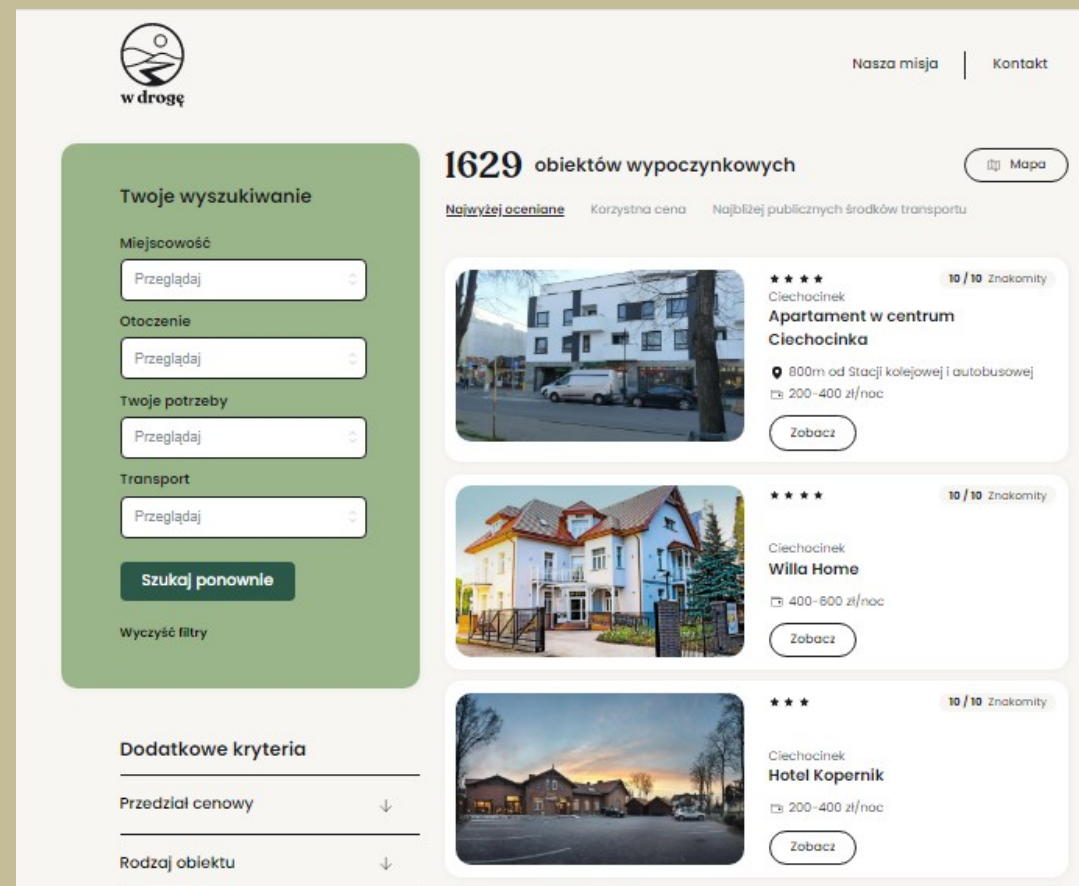 w drogę
Nasza misja
Kontakt
Twoje wyszukiwanie
Miejscowość
Przeglądaj
Otoczenie
Przeglądaj
Twoje potrzeby
Przeglądaj
Transport
Przeglądaj
Szukaj ponownie
Wyczyść filtry
Dodatkowe kryteria
Przedział cenowy
Rodzaj obiektu
1629 obiektów wypoczynkowych
Mapa
Najwyżej oceniane Korzystna cena Najbliżej publicznych środków transportu
10 / 10 Znakomity
Ciechocinek
Apartament w centrum
Ciechocinka
800m od Stacji kolejowej i autobusowej
200-400 zł/noc
Zobacz
10 / 10 Znakomity
Ciechocinek
Willa Home
400-600 zł/noc
Zobacz
10 / 10 Znakomity
Ciechocinek
Hotel Kopernik
200-400 zł/noc
Zobacz